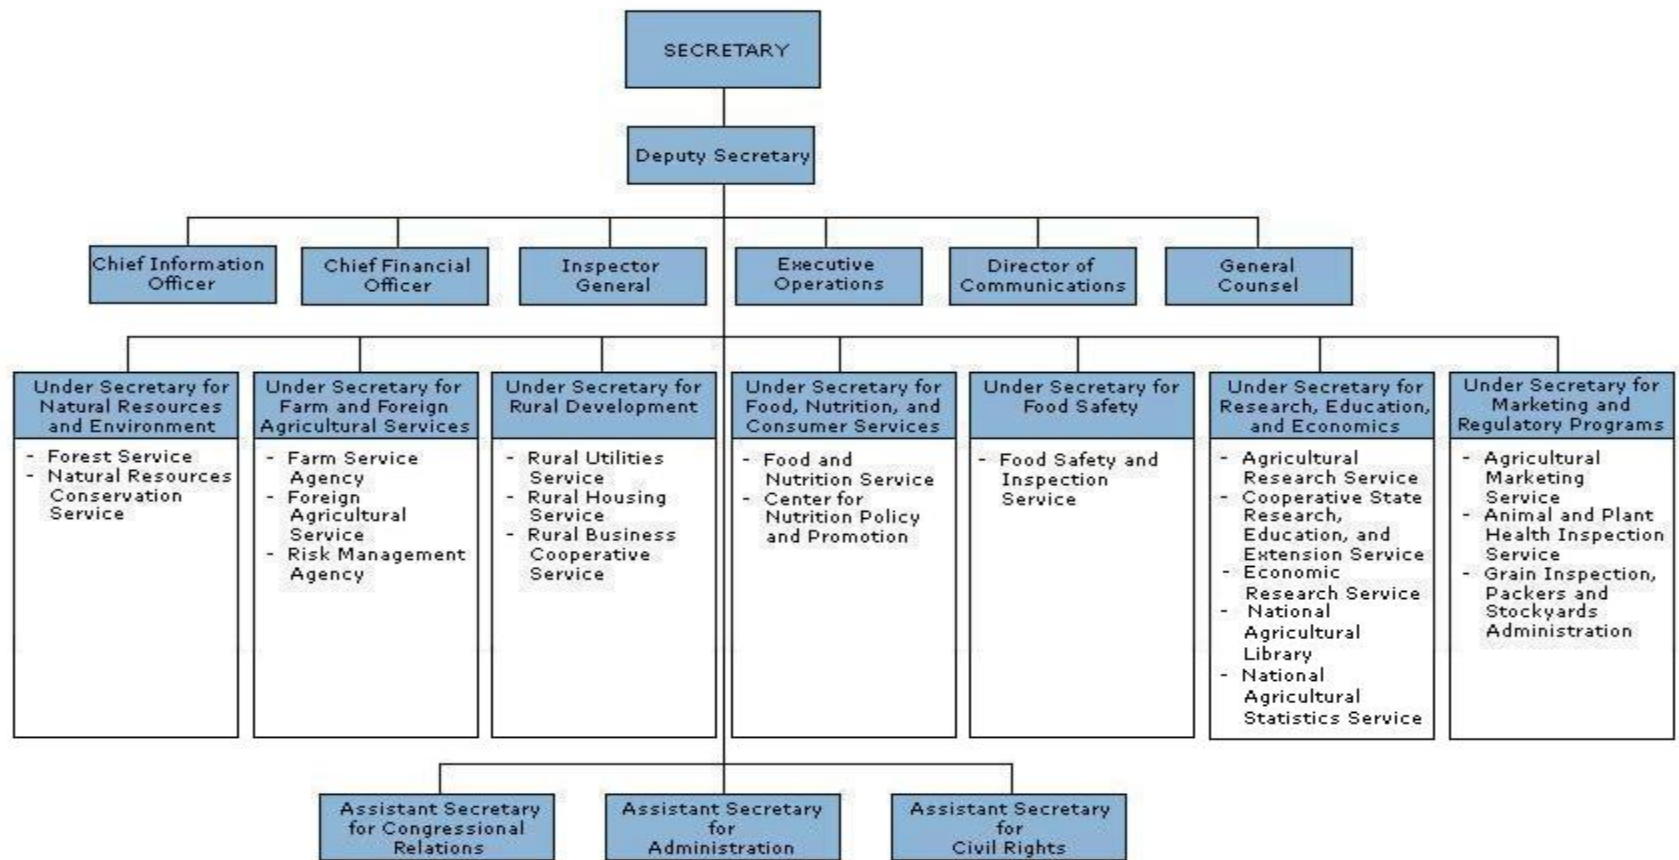 SECRETARY
Deputy Secretary
Chief Information
Officer
Chief Financial
Officer
Inspector
General
Executive
Operations
Director of
Communications
General
Counsel
Under Secretary for
Natural Resources
and Environment
- Forest Service
- Natural Resources
Conservation
Service
Under Secretary for
Farm and Foreign
Agricultural Services
- Farm Service
Agency
- Foreign
Agricultural
Service
- Risk Management
Agency
Under Secretary for
Rural Development
- Rural Utilities
Service
- Rural Housing
Service
- Rural Business
Cooperative
Service
Under Secretary for
Food, Nutrition, and
Consumer Services
- Food and
Nutrition Service
- Center for
Nutrition Policy
and Promotion
Under Secretary for
Food Safety
- Food Safety and
Inspection
Service
Under Secretary for
Research, Education,
and Economics
- Agricultural
Research Service
- Cooperative State
Research,
Education, and
Extension Service
- Economic
Research Service
- National
Agricultural
Library
- National
Agricultural
Statistics Service
Under Secretary for
Marketing and
Regulatory Programs
- Agricultural
Marketing
Service
- Animal and Plant
Health Inspection
Service
- Grain Inspection,
Packers and
Stockyards
Administration
Assistant Secretary
for Congressional
Relations
Assistant Secretary
for
Administration
Assistant Secretary
for
Civil Rights